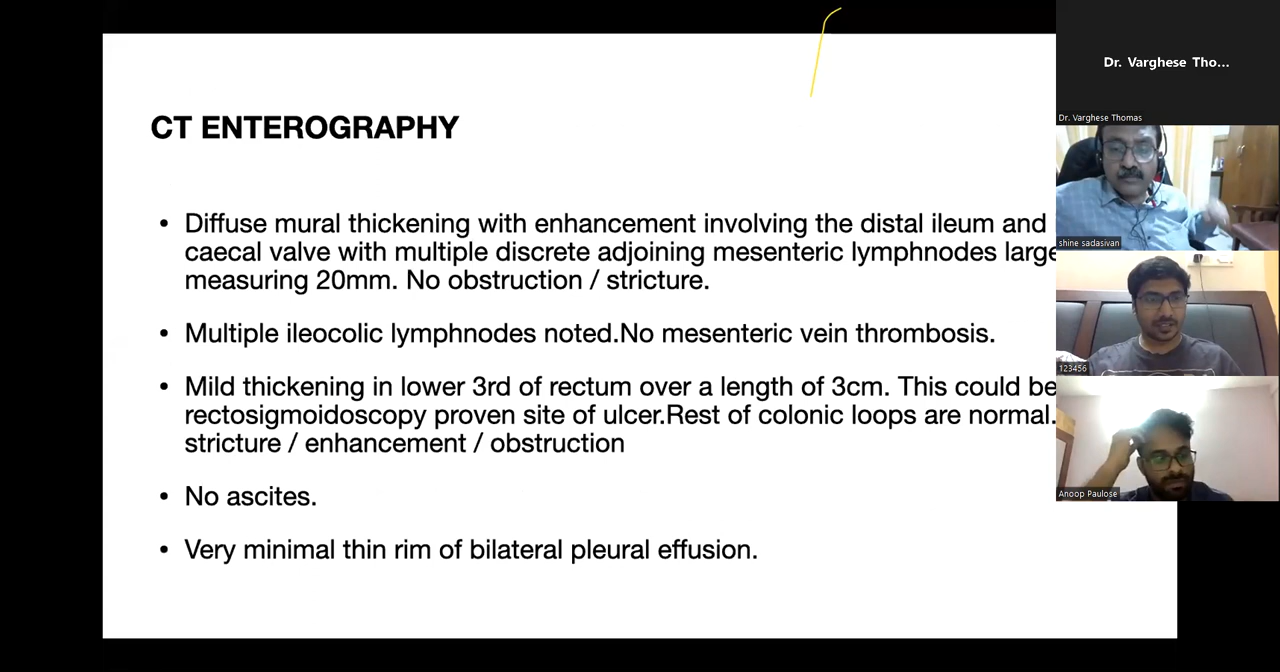 Dr. Varghese Tho...
Dr. Varghese Thomas
CT ENTEROGRAPHY
shine sadasivan
• Diffuse mural thickening with enhancement involving the distal ileum and
caecal valve with multiple discrete adjoining mesenteric lymphnodes large
measuring 20mm. No obstruction / stricture.
• Multiple ileocolic lymphnodes noted.No mesenteric vein thrombosis.
123456
• Mild thickening in lower 3rd of rectum over a length of 3cm. This could be
rectosigmoidoscopy proven site of ulcer.Rest of colonic loops are normal.
stricture / enhancement / obstruction
Anoop Paulose
• No ascites.
• Very minimal thin rim of bilateral pleural effusion.